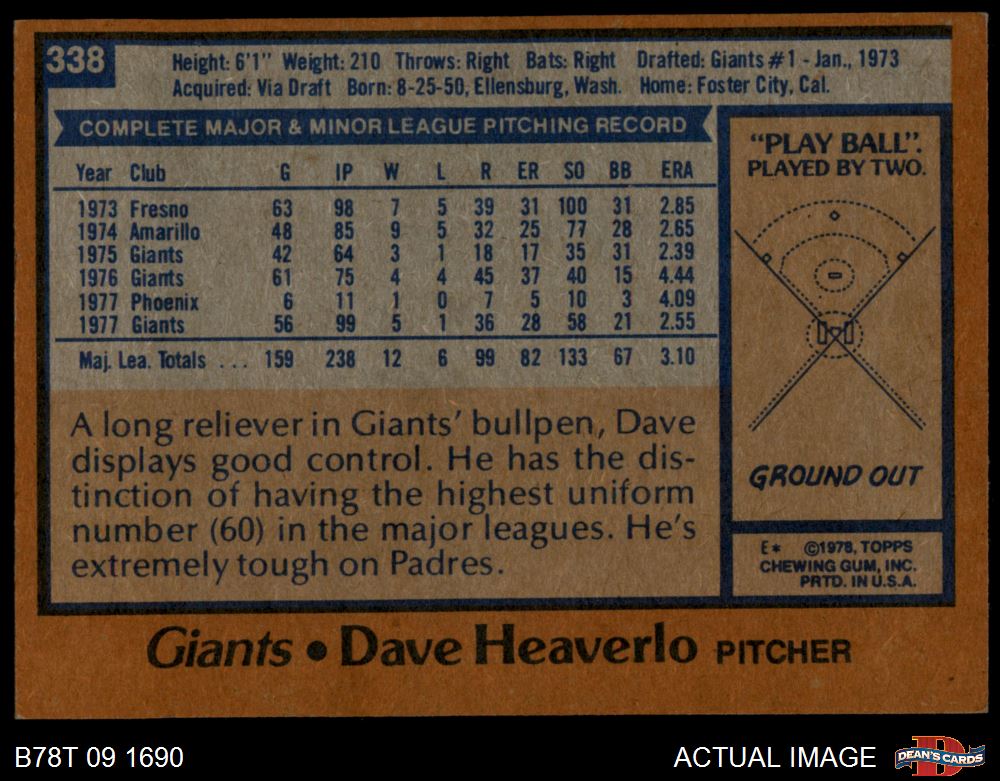 338
Height: 6'1" Weight: 210 Throws: Right Bats: Right Drafted: Giants #1 - Jan., 1973
Acquired: Via Draft Born: 8-25-50, Ellensburg, Wash. Home: Foster City, Cal.
COMPLETE MAJOR & MINOR LEAGUE PITCHING RECORD
Year Club G IP W L R ER SO BB ERA
1973 Fresno 63 98 7 5 39 31 100 31 2.85
1974 Amarillo 48 85 9 5 32 25 77 28 2.65
1975 Giants 42 64 3 1 18 17 35 31 2.39
1976 Giants 61 75 4 4 45 37 40 15 4.44
1977 Phoenix 6 11 1 0 7 5 10 3 4.09
1977 Giants 56 99 5 1 36 28 58 21 2.55
Maj. Lea. Totals ... 159 238 12 6 99 82 133 67 3.10
A long reliever in Giants' bullpen, Dave
displays good control. He has the dis-
tinction of having the highest uniform
number (60) in the major leagues. He's
extremely tough on Padres.
"PLAY BALL".
PLAYED BY TWO.
GROUND OUT
E* ©1978, TOPPS
CHEWING GUM, INC.
PRTD. IN U.S.A.
Giants • Dave Heaverlo PITCHER
B78T 09 1690
ACTUAL IMAGE
D
DEAN'S CARDS